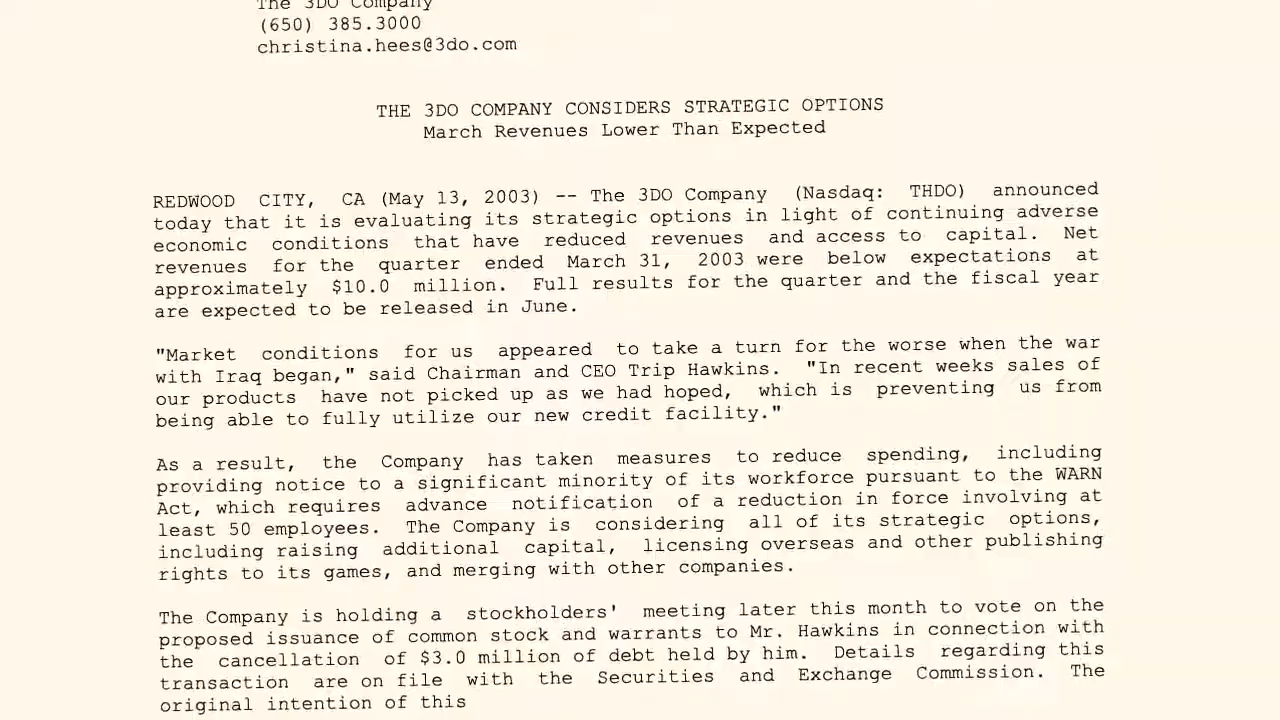 The 3DO Company
(650) 385.3000
christina.hees@3do.com
THE 3DO COMPANY CONSIDERS STRATEGIC OPTIONS
March Revenues Lower Than Expected
REDWOOD CITY, CA (May 13, 2003) -- The 3DO Company (Nasdaq: THDO) announced
today that it is evaluating its strategic options in light of continuing adverse
economic conditions that have reduced revenues and access to capital. Net
revenues for the quarter ended March 31, 2003 were below expectations at
approximately $10.0 million. Full results for the quarter and the fiscal year
are expected to be released in June.
"Market conditions for us appeared to take a turn for the worse when the war
with Iraq began," said Chairman and CEO Trip Hawkins. "In recent weeks sales of
our products have not picked up as we had hoped, which is preventing us from
being able to fully utilize our new credit facility."
As a result, the Company has taken measures to reduce spending, including
providing notice to a significant minority of its workforce pursuant to the WARN
Act, which requires advance notification of a reduction in force involving at
least 50 employees. The Company is considering all of its strategic options,
including raising additional capital, licensing overseas and other publishing
rights to its games, and merging with other companies.
The Company is holding a stockholders' meeting later this month to vote on the
proposed issuance of common stock and warrants to Mr. Hawkins in connection with
the cancellation of $3.0 million of debt held by him. Details regarding this
transaction are on file with the Securities and Exchange Commission. The
original intention of this